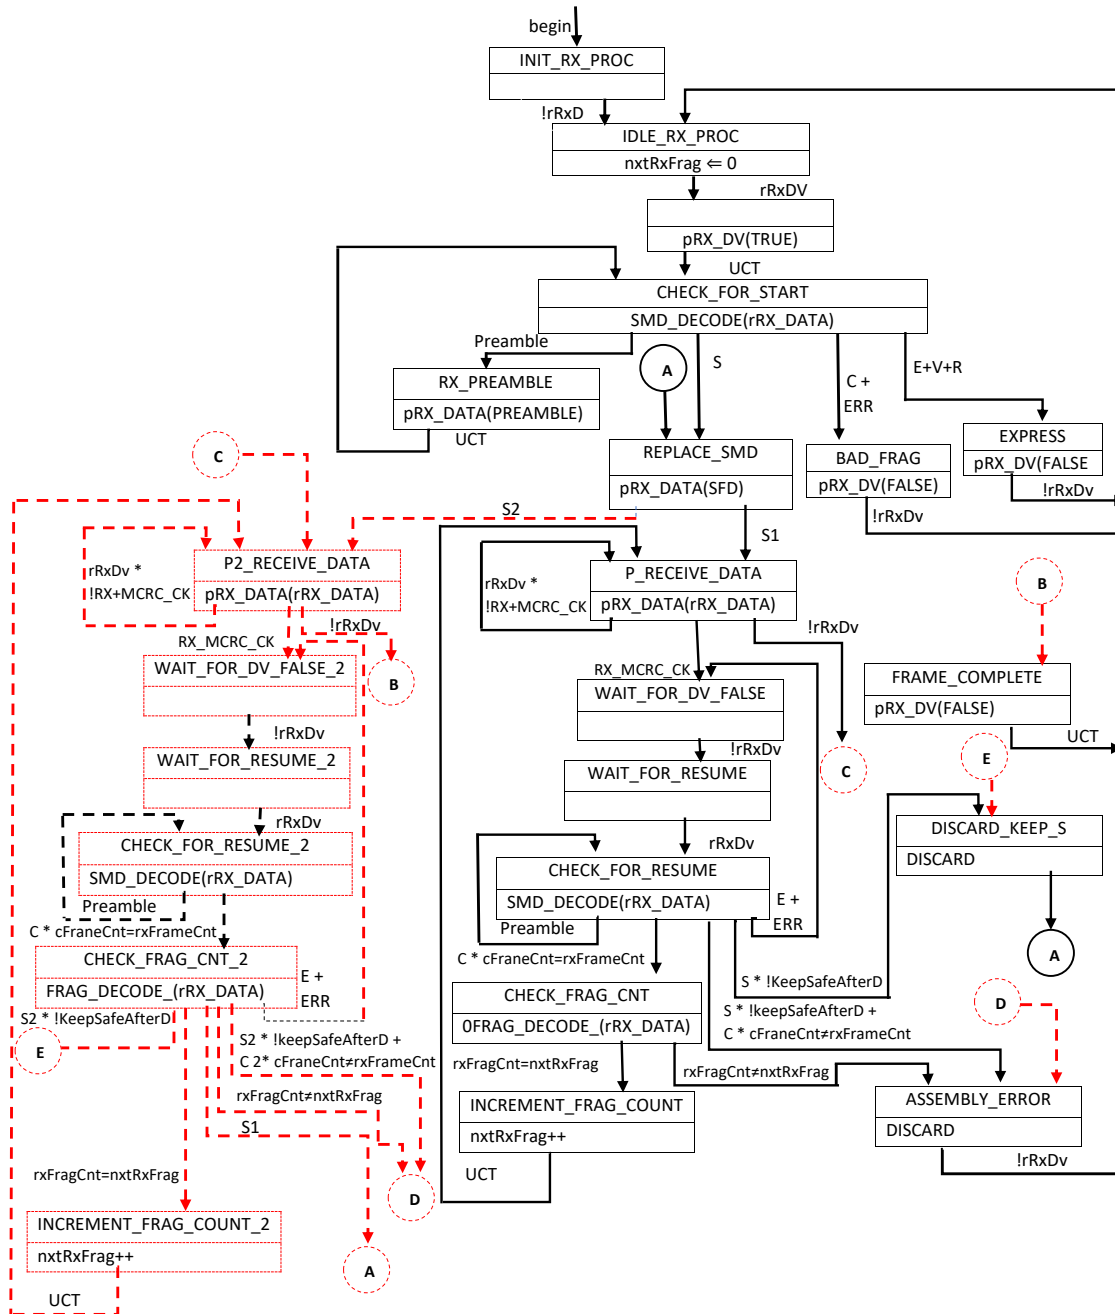 begin
INIT_RX_PROC
!rRxD
IDLE_RX_PROC
nxtRxFrag ⇐ 0
rRxDV
pRX_DV(TRUE)
UCT
CHECK_FOR_START
SMD_DECODE(rRX_DATA)
Preamble
A
S
C +
ERR
E+V+R
RX_PREAMBLE
pRX_DATA(PREAMBLE)
UCT
REPLACE_SMD
pRX_DATA(SFD)
BAD_FRAG
pRX_DV(FALSE)
!rRxDv
EXPRESS
pRX_DV(FALSE
!rRxDv
C
S2
S1
P2_RECEIVE_DATA
pRX_DATA(rRX_DATA)
rRxDv *
!RX+MCRC_CK
!rRxDv
RX_MCRC_CK
B
WAIT_FOR_DV_FALSE_2
!rRxDv
WAIT_FOR_RESUME_2
rRxDv
CHECK_FOR_RESUME_2
SMD_DECODE(rRX_DATA)
Preamble
C * cFraneCnt=rxFrameCnt
CHECK_FRAG_CNT_2
FRAG_DECODE_(rRX_DATA)
E +
ERR
S2 * !KeepSafeAfterD
E
S2 * !keepSafeAfterD +
C 2* cFraneCnt≠rxFrameCnt
rxFragCnt≠nxtRxFrag
S1
D
rxFragCnt=nxtRxFrag
INCREMENT_FRAG_COUNT_2
nxtRxFrag++
UCT
A
P_RECEIVE_DATA
pRX_DATA(rRX_DATA)
rRxDv *
!RX+MCRC_CK
!rRxDv
RX_MCRC_CK
WAIT_FOR_DV_FALSE
!rRxDv
C
WAIT_FOR_RESUME
rRxDv
CHECK_FOR_RESUME
SMD_DECODE(rRX_DATA)
E +
ERR
Preamble
C * cFraneCnt=rxFrameCnt
CHECK_FRAG_CNT
0FRAG_DECODE_(rRX_DATA)
S * !KeepSafeAfterD
S * !keepSafeAfterD +
C * cFraneCnt≠rxFrameCnt
rxFragCnt=nxtRxFrag
rxFragCnt≠nxtRxFrag
INCREMENT_FRAG_COUNT
nxtRxFrag++
UCT
B
FRAME_COMPLETE
pRX_DV(FALSE)
UCT
E
DISCARD_KEEP_S
DISCARD
A
D
ASSEMBLY_ERROR
DISCARD
!rRxDv